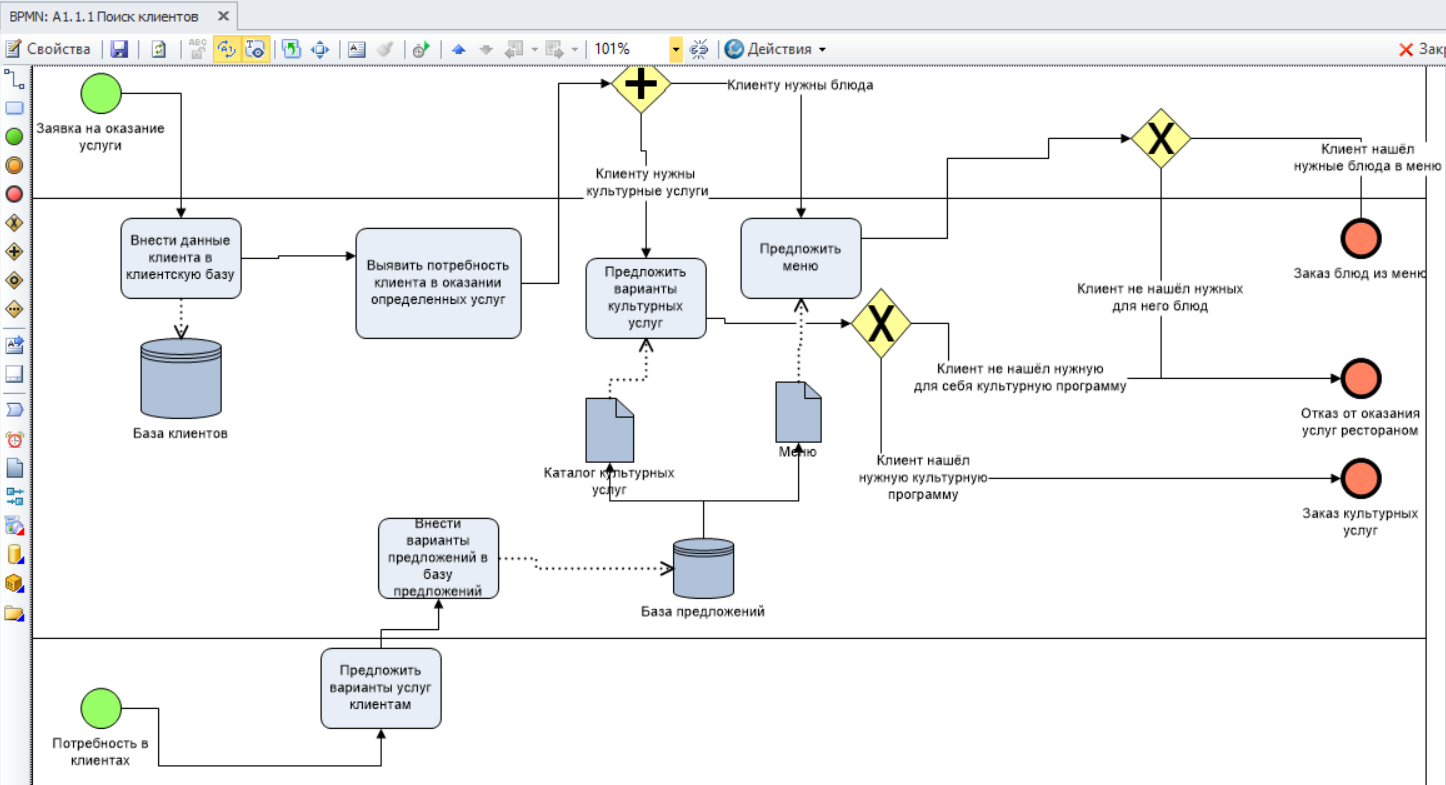 BPMN: A1.1.1 Поиск клиентов
Свойства
ABC
101%
Действия
Зак
Заявка на оказание
услуги
Клиенту нужны блюда
Клиенту нужны
культурные услуги
Клиент нашёл
нужные блюда в меню
Внести данные
клиента в
клиентскую базу
Выявить потребность
клиента в оказании
определенных услуг
Предложить
варианты
культурных
услуг
Предложить
меню
X
Заказ блюд из меню
Клиент не нашёл нужных
для него блюд
X
Клиент не нашёл нужную
для себя культурную программу
База клиентов
Отказ от оказания
услуг рестораном
Каталог культурных
услуг
Меню
Клиент нашёл
нужную культурную
программу
Заказ культурных
услуг
Внести
варианты
предложений в
базу
предложений
База предложений
Предложить
варианты услуг
клиентам
Потребность в
клиентах